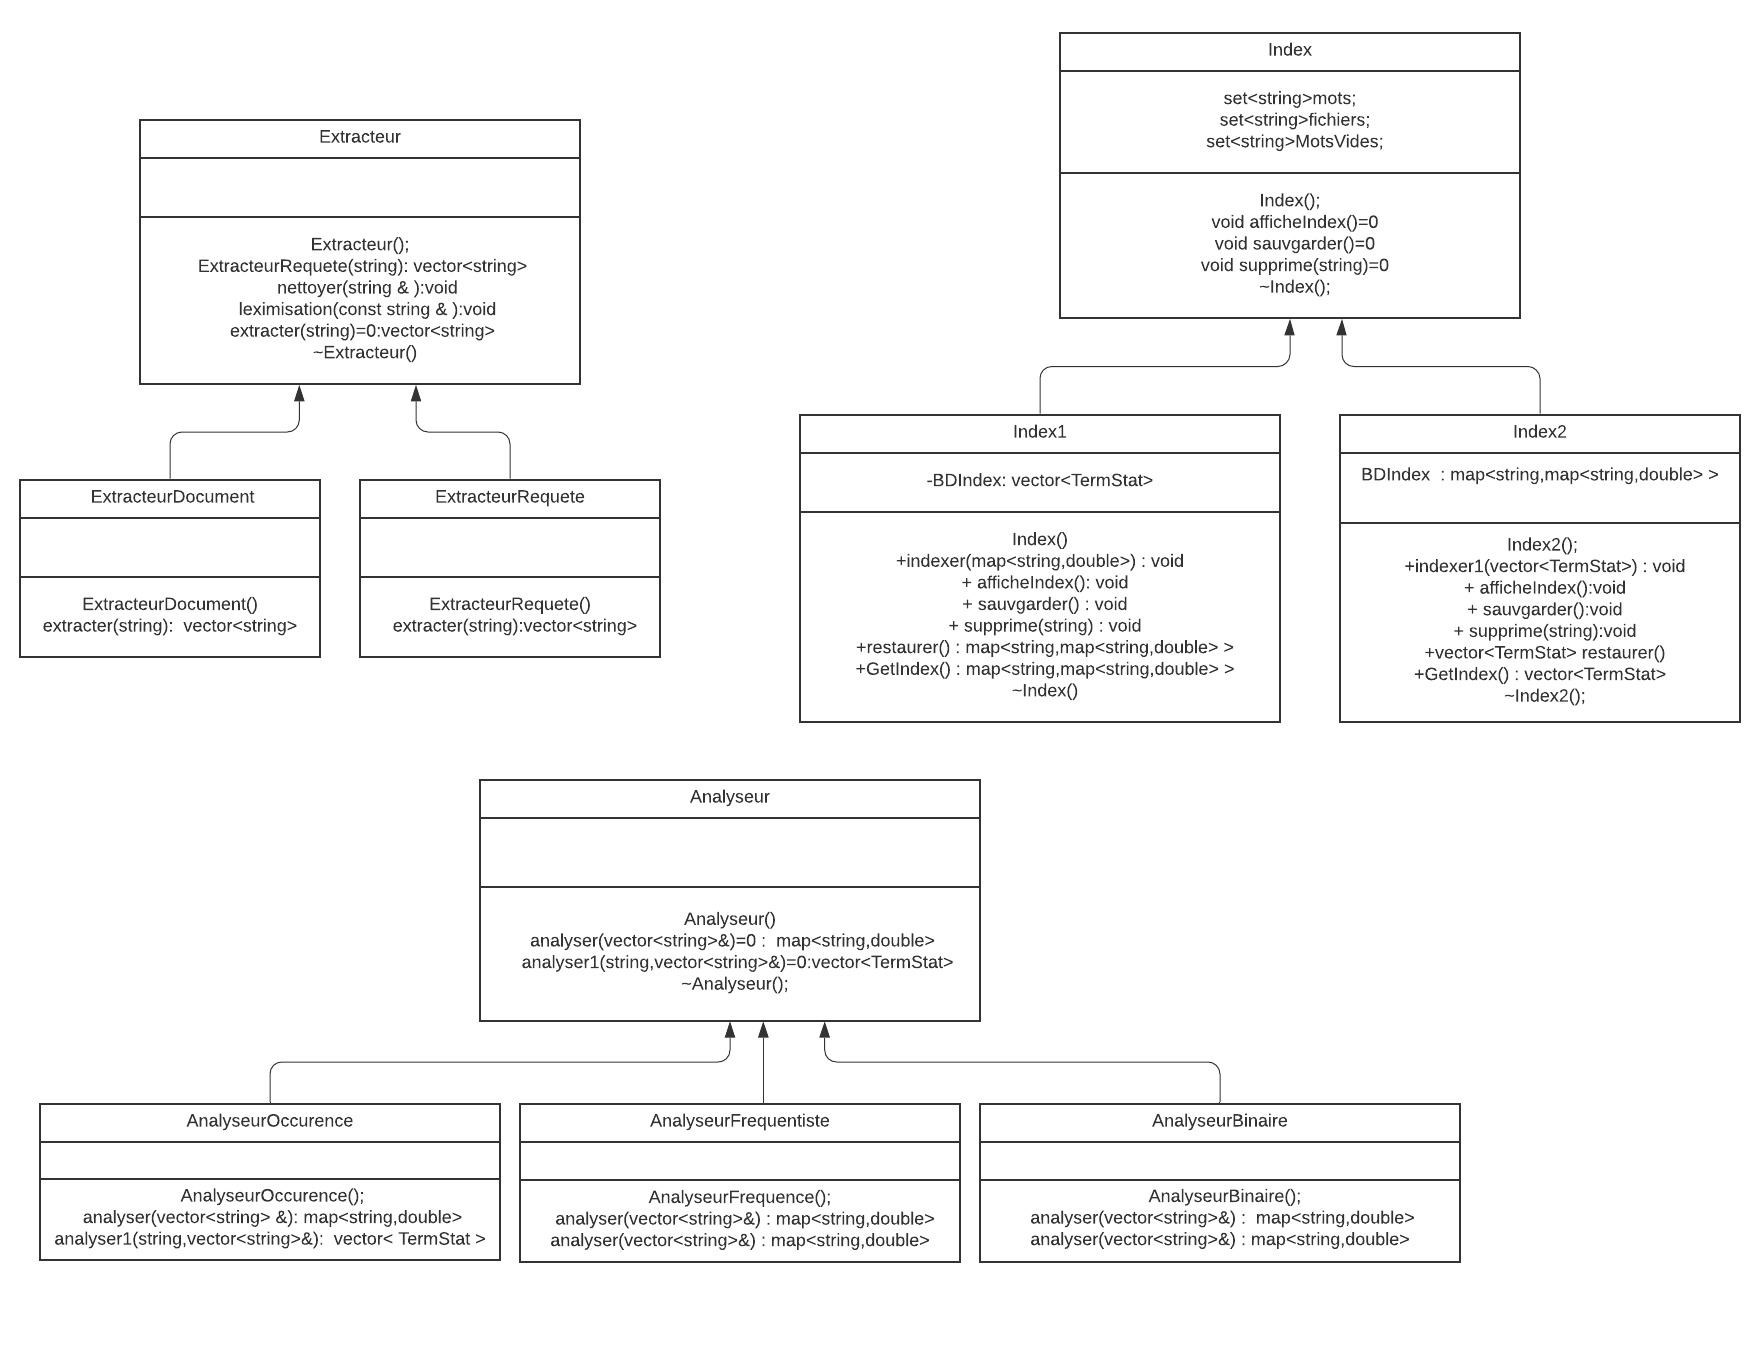 Extracteur
Extracteur();
ExtracteurRequete(string): vector<string>
nettoyer(string & ):void
leximisation(const string & ):void
extracter(string)=0:vector<string>
~Extracteur()
ExtracteurDocument
ExtracteurDocument()
extracter(string):  vector<string>
ExtracteurRequete
ExtracteurRequete()
extracter(string):vector<string>
Index
set<string>mots;
set<string>fichiers;
set<string>MotsVides;
Index();
void afficheIndex()=0
void sauvgarder()=0
void supprime(string)=0
~Index();
Index1
-BDIndex: vector<TermStat>
Index()
+indexer(map<string,double>) : void
+ afficheIndex(): void
+ sauvgarder() : void
+ supprime(string) : void
+restaurer() : map<string,map<string,double> >
+GetIndex() : map<string,map<string,double> >
~Index()
Index2
BDIndex  : map<string,map<string,double> >
Index2();
+indexer1(vector<TermStat>) : void
+ afficheIndex():void
+ sauvgarder():void
+ supprime(string):void
+vector<TermStat> restaurer()
+GetIndex() : vector<TermStat>
~Index2();
Analyseur
Analyseur()
analyser(vector<string>&)=0 :  map<string,double>
analyser1(string,vector<string>&)=0:vector<TermStat>
~Analyseur();
AnalyseurOccurence
AnalyseurOccurence();
analyser(vector<string> &): map<string,double>
analyser1(string,vector<string>&):  vector< TermStat >
AnalyseurFrequentiste
AnalyseurFrequence();
analyser(vector<string>&) : map<string,double>
analyser(vector<string>&) : map<string,double>
AnalyseurBinaire
AnalyseurBinaire();
analyser(vector<string>&) :  map<string,double>
analyser(vector<string>&) : map<string,double>